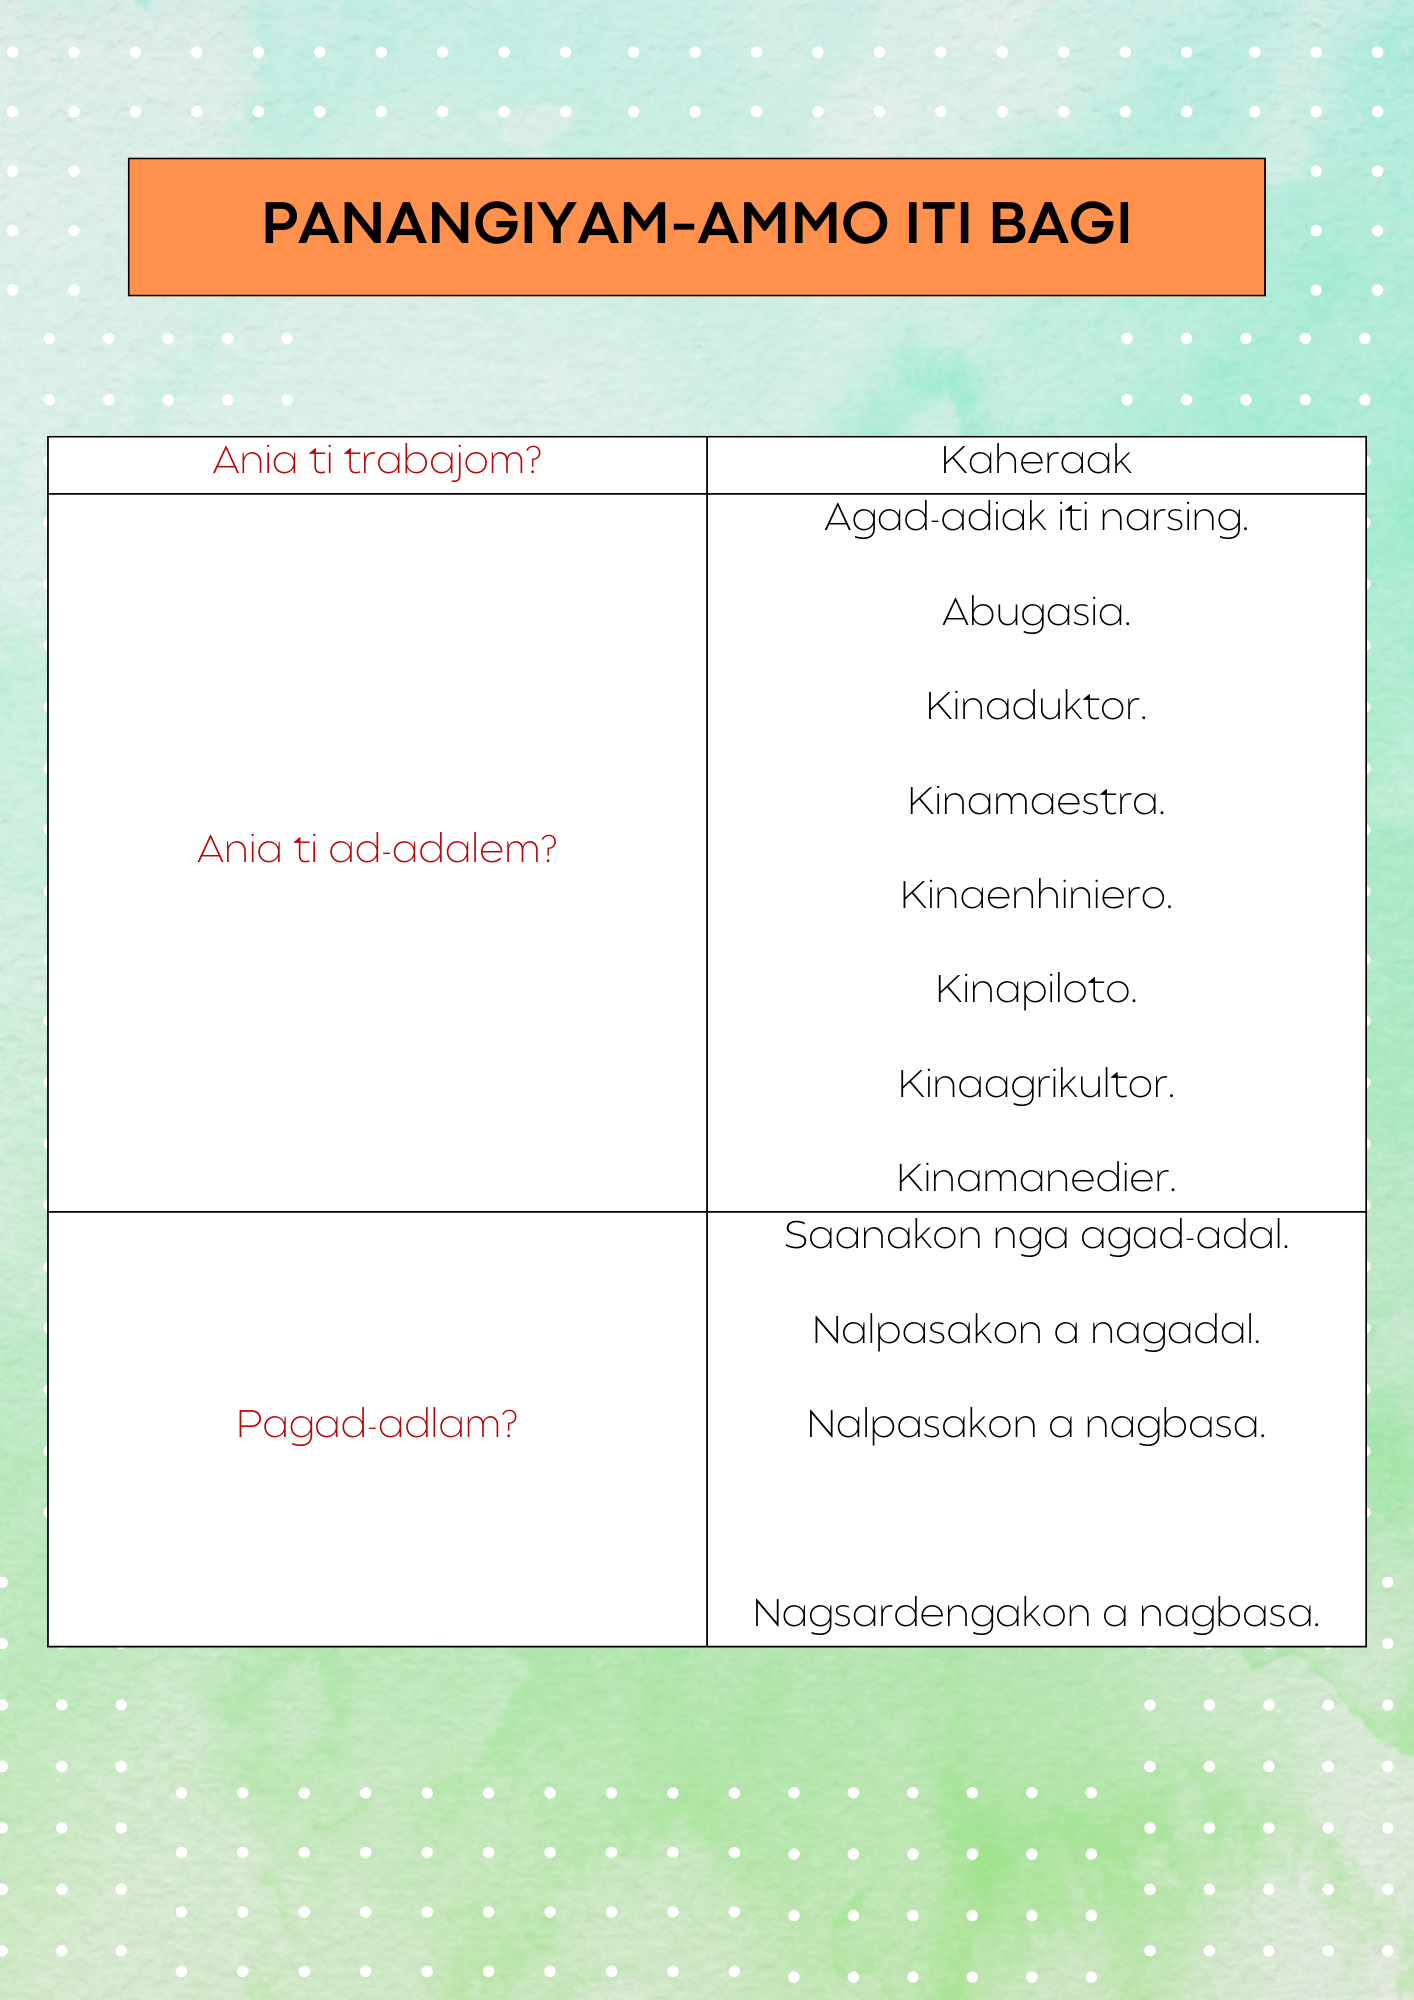 PANANGIYAM-AMMO ITI BAGI
Ania ti trabajom?
Kaheraak
Ania ti ad-adalem?
Agad-adiak iti narsing.
Abugasia.
Kinaduktor.
Kinamaestra.
Kinaenhiniero.
Kinapiloto.
Kinaagrikultor.
Kinamanedier.
Pagad-adlam?
Saanakon nga agad-adal.
Nalpasakon a nagadal.
Nalpasakon a nagbasa.
Nagsardengakon a nagbasa.